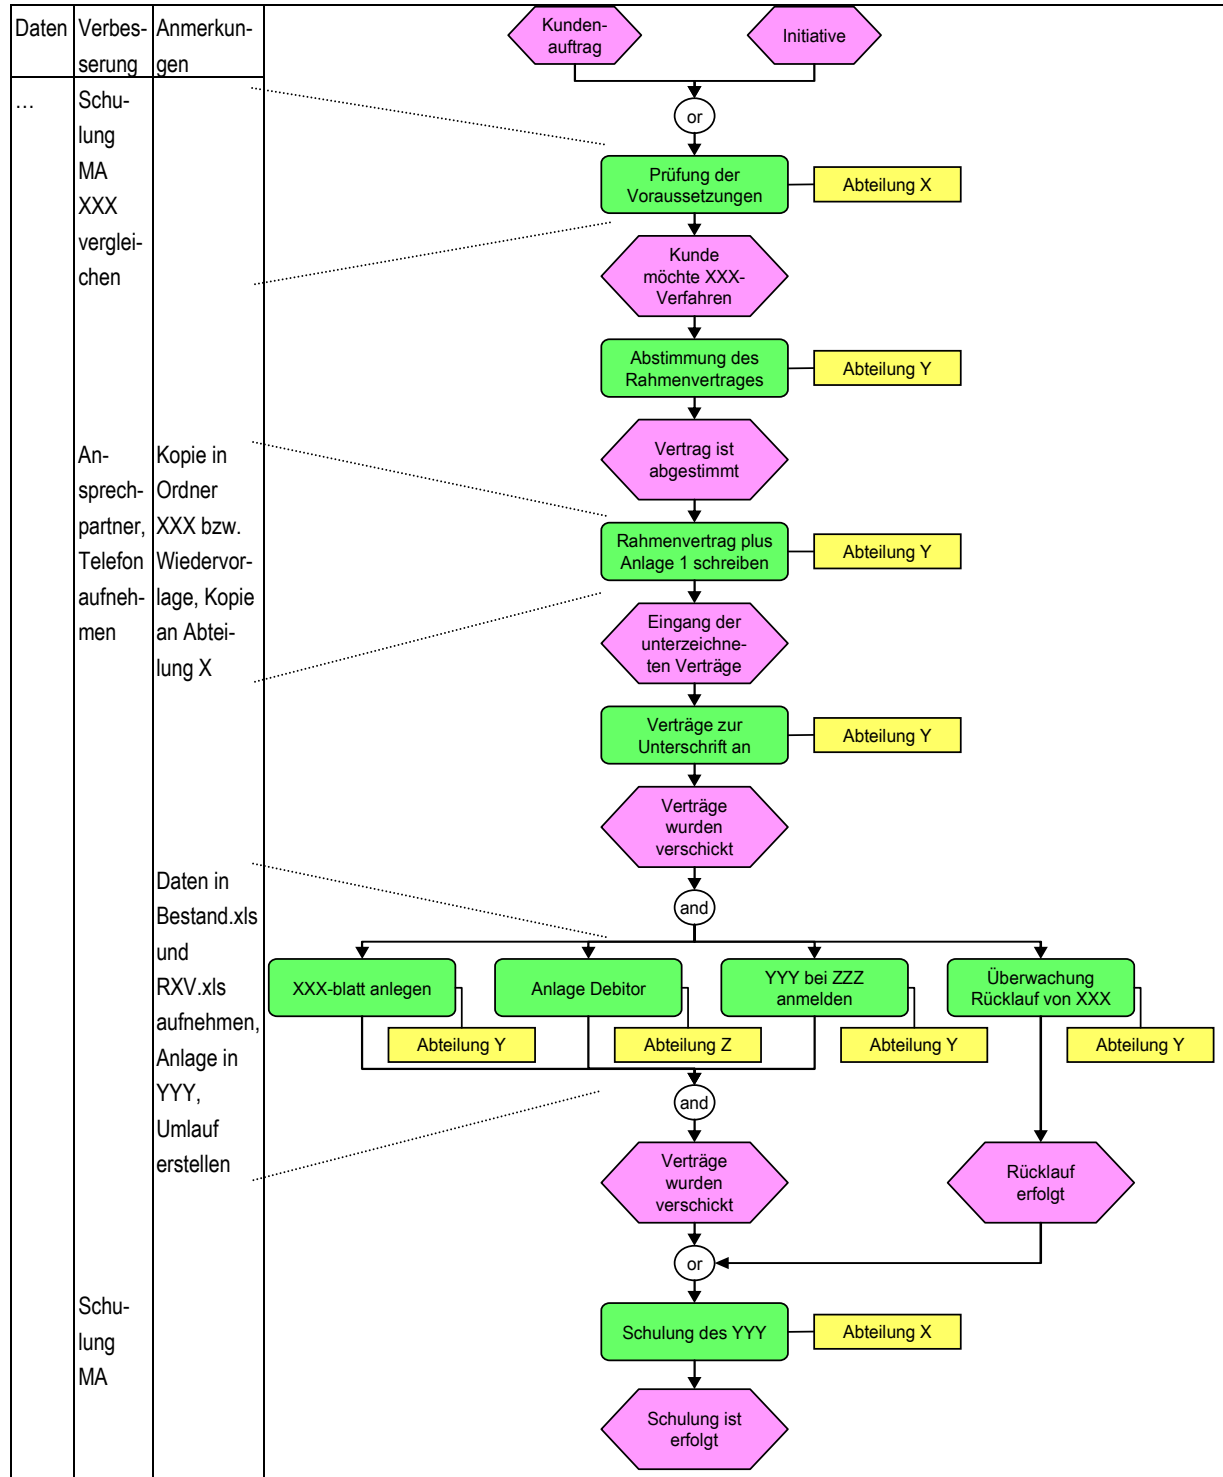 Daten
Verbes-
serung
Anmerkun-
gen
…
Schu-
lung
MA
XXX
verglei-
chen
An-
sprech-
partner,
Telefon
aufneh-
men
Schu-
lung
MA
Kopie in
Ordner
XXX bzw.
Wiedervor-
lage, Kopie
an Abtei-
lung X
Daten in
Bestand.xls
und
RXV.xls
aufnehmen,
Anlage in
YYY,
Umlauf
erstellen
Kunden-
auftrag
Initiative
or
Prüfung der
Voraussetzungen
Abteilung X
Kunde
möchte XXX-
Verfahren
Abstimmung des
Rahmenvertrages
Abteilung Y
Vertrag ist
abgestimmt
Rahmenvertrag plus
Anlage 1 schreiben
Abteilung Y
Eingang der
unterzeichne-
ten Verträge
Verträge zur
Unterschrift an
Abteilung Y
Verträge
wurden
verschickt
and
XXX-blatt anlegen
Abteilung Y
Anlage Debitor
Abteilung Z
YYY bei ZZZ
anmelden
Abteilung Y
Überwachung
Rücklauf von XXX
Abteilung Y
and
Verträge
wurden
verschickt
Rücklauf
erfolgt
or
Schulung des YYY
Abteilung X
Schulung ist
erfolgt